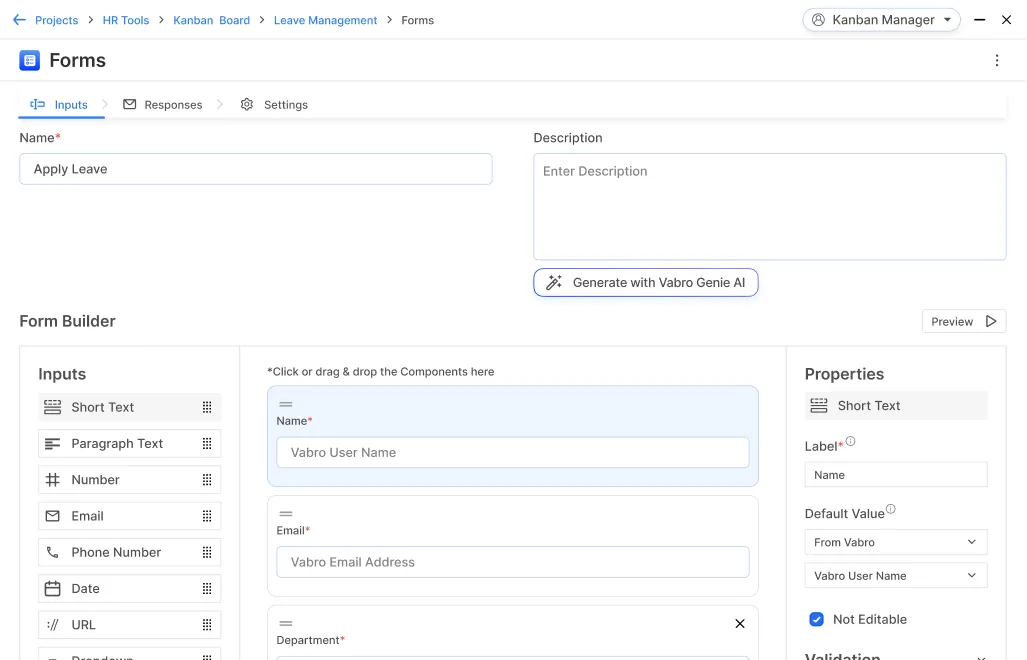 Projects > HR Tools > Kanban Board > Leave Management > Forms
Kanban Manager
Forms
Inputs
Responses
Settings
Name*
Apply Leave
Description
Enter Description
Generate with Vabro Genie AI
Form Builder
Preview
Inputs
Short Text
Paragraph Text
Number
Email
Phone Number
Date
URL
Dropdown
*Click or drag & drop the Components here
Name*
Vabro User Name
Email*
Vabro Email Address
Department*
Properties
Short Text
Label*
Name
Default Value
From Vabro
Vabro User Name
Not Editable
Validation